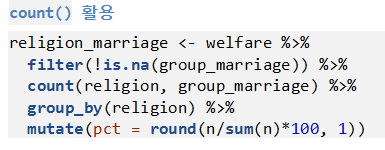 count() 활용
religion_marriage <- welfare %>%
  filter(!is.na(group_marriage)) %>%
  count(religion, group_marriage) %>%
  group_by(religion) %>%
  mutate(pct = round(n/sum(n)*100, 1))